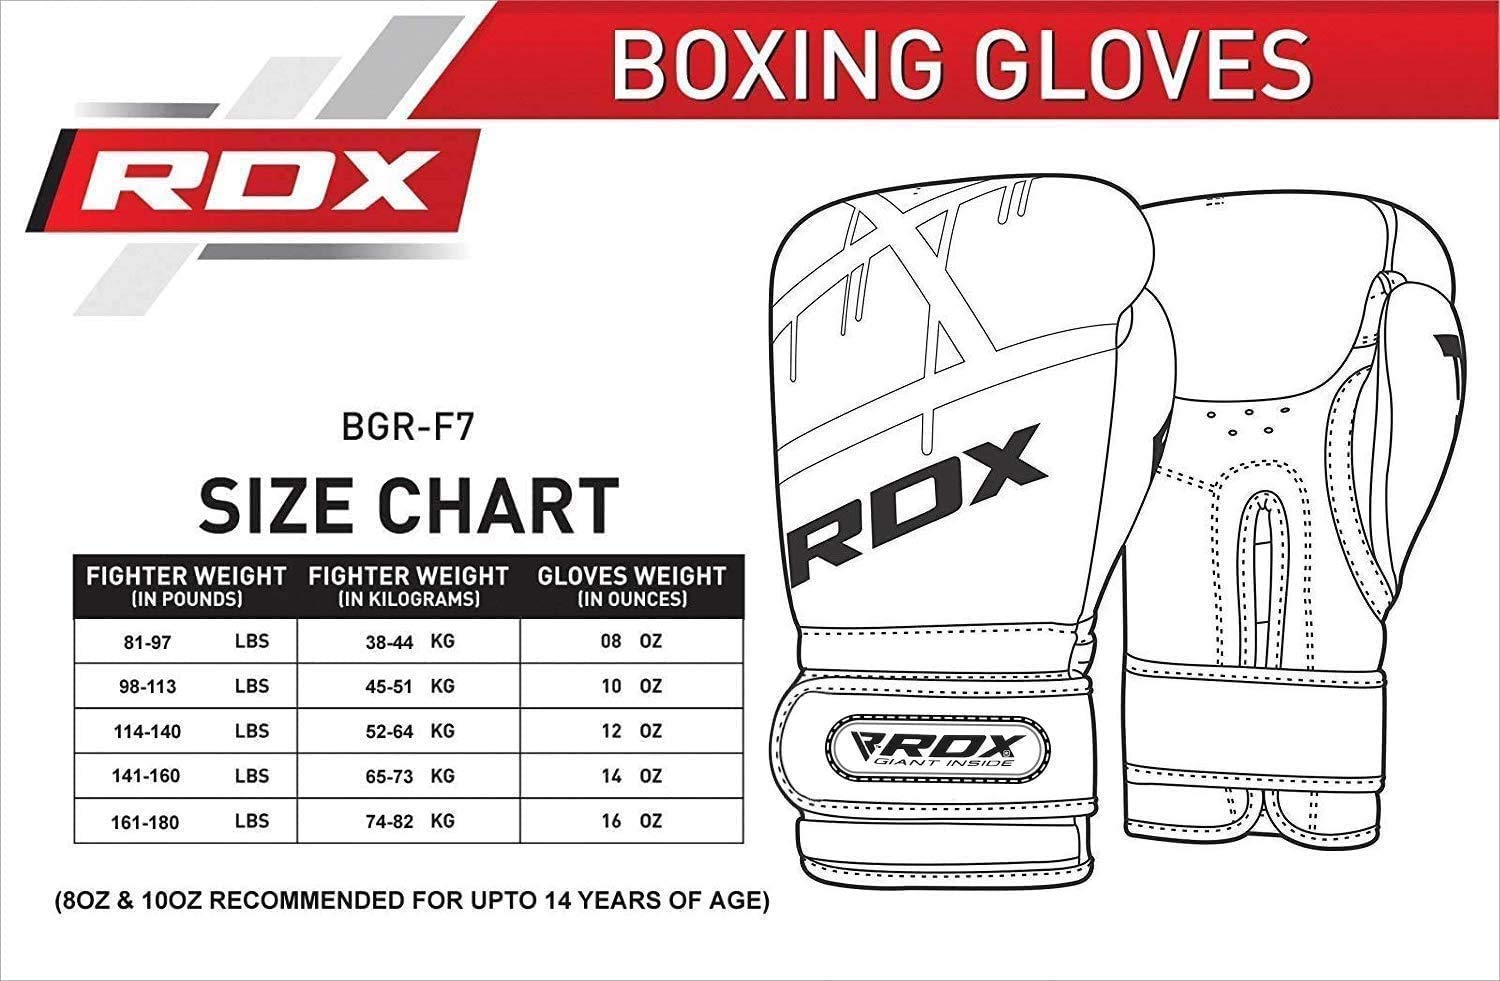 BOXING GLOVES
RDX
BGR-F7
SIZE CHART
FIGHTER WEIGHT (IN POUNDS) FIGHTER WEIGHT (IN KILOGRAMS) GLOVES WEIGHT (IN OUNCES)
81-97 LBS 38-44 KG 08 OZ
98-113 LBS 45-51 KG 10 OZ
114-140 LBS 52-64 KG 12 OZ
141-160 LBS 65-73 KG 14 OZ
161-180 LBS 74-82 KG 16 OZ
(8OZ & 10OZ RECOMMENDED FOR UPTO 14 YEARS OF AGE)
RDX
RDX
GIANT INSIDE